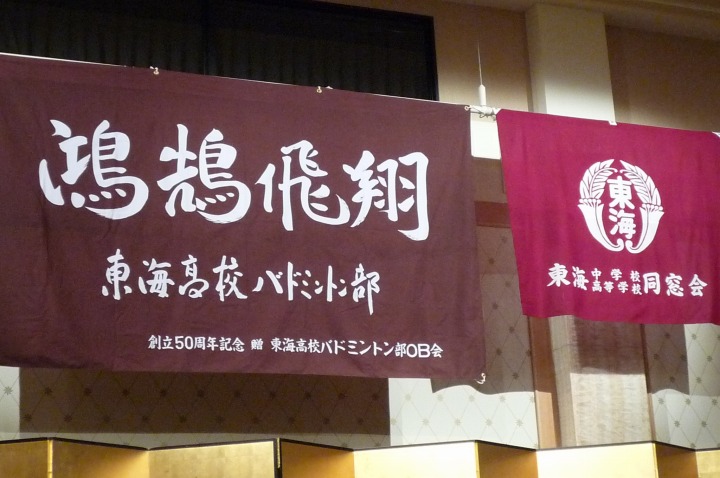 鴻鵠飛翔
東海高校バドミントン部
創立50周年記念 贈 東海高校バドミントン部OB会
東海
東海中学校高等学校同窓会